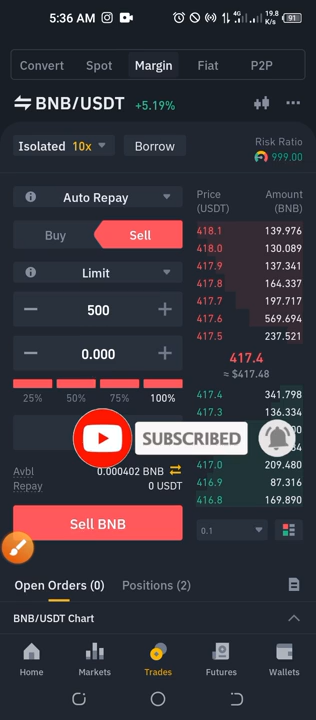 5:36 AM 4G 19.8 K/s 91
Convert Spot Margin Fiat P2P
BNB/USDT +5.19%
Isolated 10x Borrow
Risk Ratio
999.00
Auto Repay
Buy Sell
Limit
500
0.000
25% 50% 75% 100%
Avbl 0.000402 BNB
Repay 0 USDT
Sell BNB
Price (USDT) Amount (BNB)
418.1 139.976
418.0 130.089
417.9 137.341
417.8 164.337
417.7 197.717
417.6 569.694
417.5 237.521
417.4
≈ $417.48
417.4 341.798
417.3 136.334
SUBSCRIBED
417.0 209.480
416.9 87.316
416.8 169.890
0.1
Open Orders (0) Positions (2)
BNB/USDT Chart
Home Markets Trades Futures Wallets